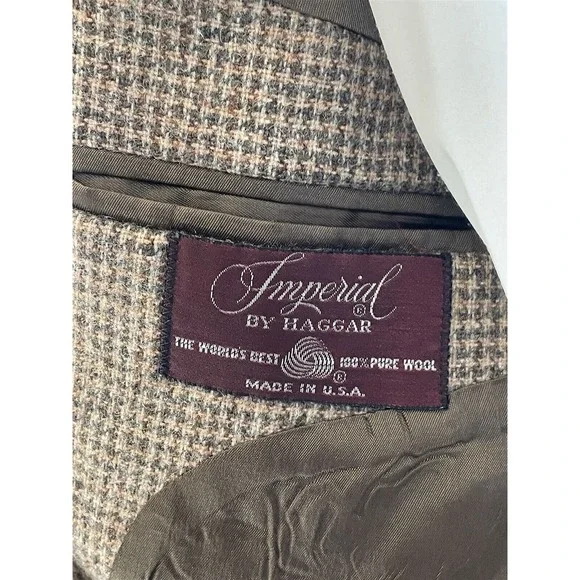 Imperial®
BY HAGGAR
THE WORLD'S BEST 100% PURE WOOL
®
MADE IN U.S.A.